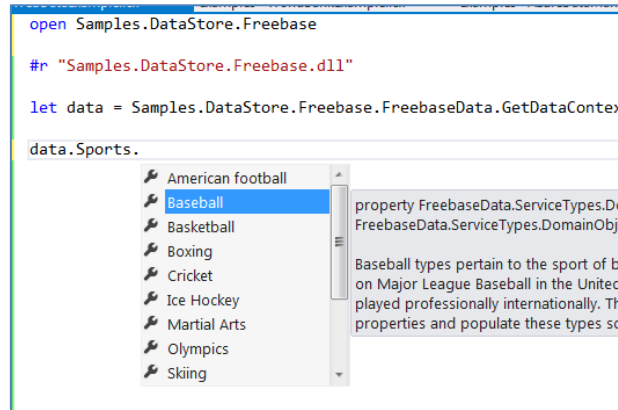 open Samples.DataStore.Freebase
#r "Samples.DataStore.Freebase.dll"
let data = Samples.DataStore.Freebase.FreebaseData.GetDataContex
data.Sports.
American football
Baseball
Basketball
Boxing
Cricket
Ice Hockey
Martial Arts
Olympics
Skiing
property FreebaseData.ServiceTypes.Do
FreebaseData.ServiceTypes.DomainObj
Baseball types pertain to the sport of b
on Major League Baseball in the United
played professionally internationally. Th
properties and populate these types so